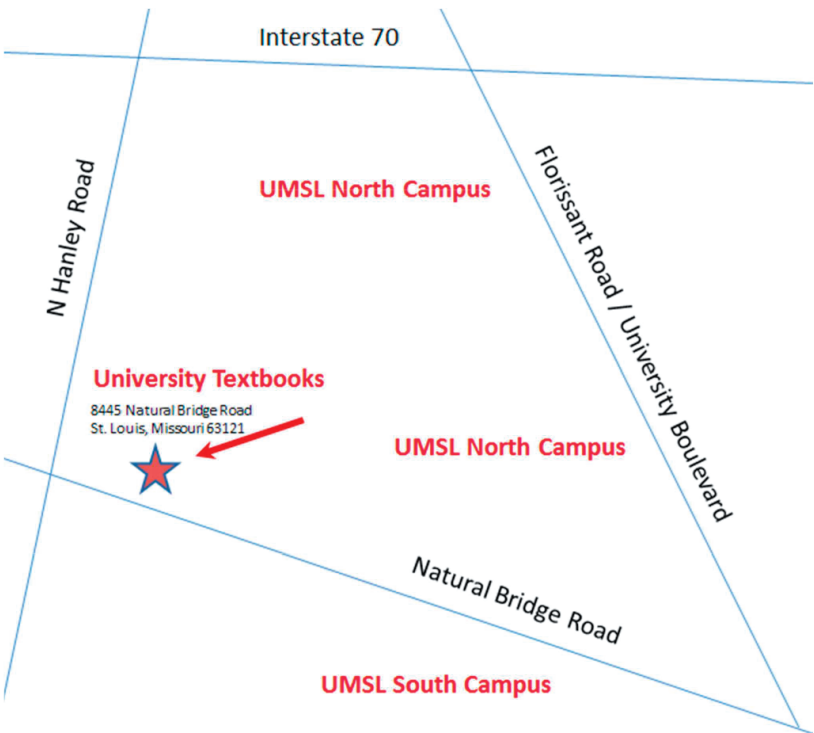 Interstate 70
UMSL North Campus
Florissant Road / University Boulevard
N Hanley Road
University Textbooks
8445 Natural Bridge Road
St. Louis, Missouri 63121
UMSL North Campus
Natural Bridge Road
UMSL South Campus